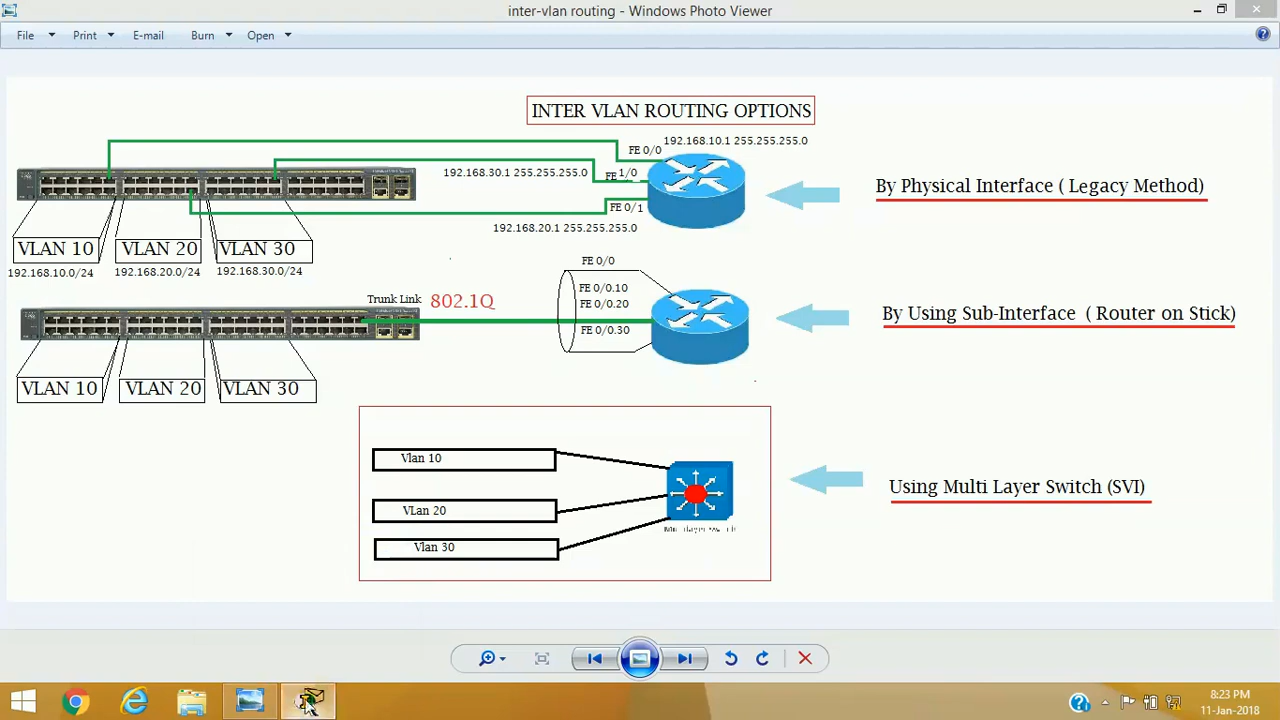 inter-vlan routing - Windows Photo Viewer
File Print E-mail Burn Open
INTER VLAN ROUTING OPTIONS
192.168.10.1 255.255.255.0
FE 0/0
192.168.30.1 255.255.255.0
FE 1/0
By Physical Interface ( Legacy Method)
FE 0/1
192.168.20.1 255.255.255.0
VLAN 10 VLAN 20 VLAN 30
192.168.10.0/24 192.168.20.0/24 192.168.30.0/24
FE 0/0
FE 0/0.10
Trunk Link 802.1Q
FE 0/0.20
By Using Sub-Interface ( Router on Stick)
FE 0/0.30
VLAN 10 VLAN 20 VLAN 30
Vlan 10
VLan 20
Using Multi Layer Switch (SVI)
Vlan 30
8:23 PM
11-Jan-2018